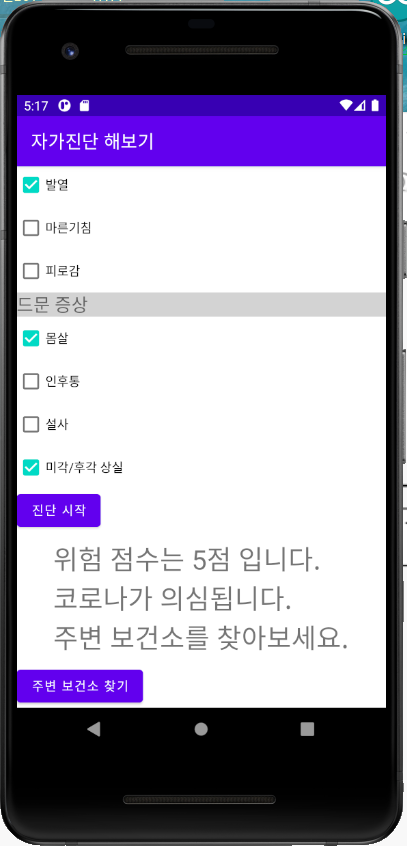 5:17
자가진단 해보기
발열
마른기침
피로감
드문 증상
몸살
인후통
설사
미각/후각 상실
진단 시작
위험 점수는 5점 입니다.
코로나가 의심됩니다.
주변 보건소를 찾아보세요.
주변 보건소 찾기